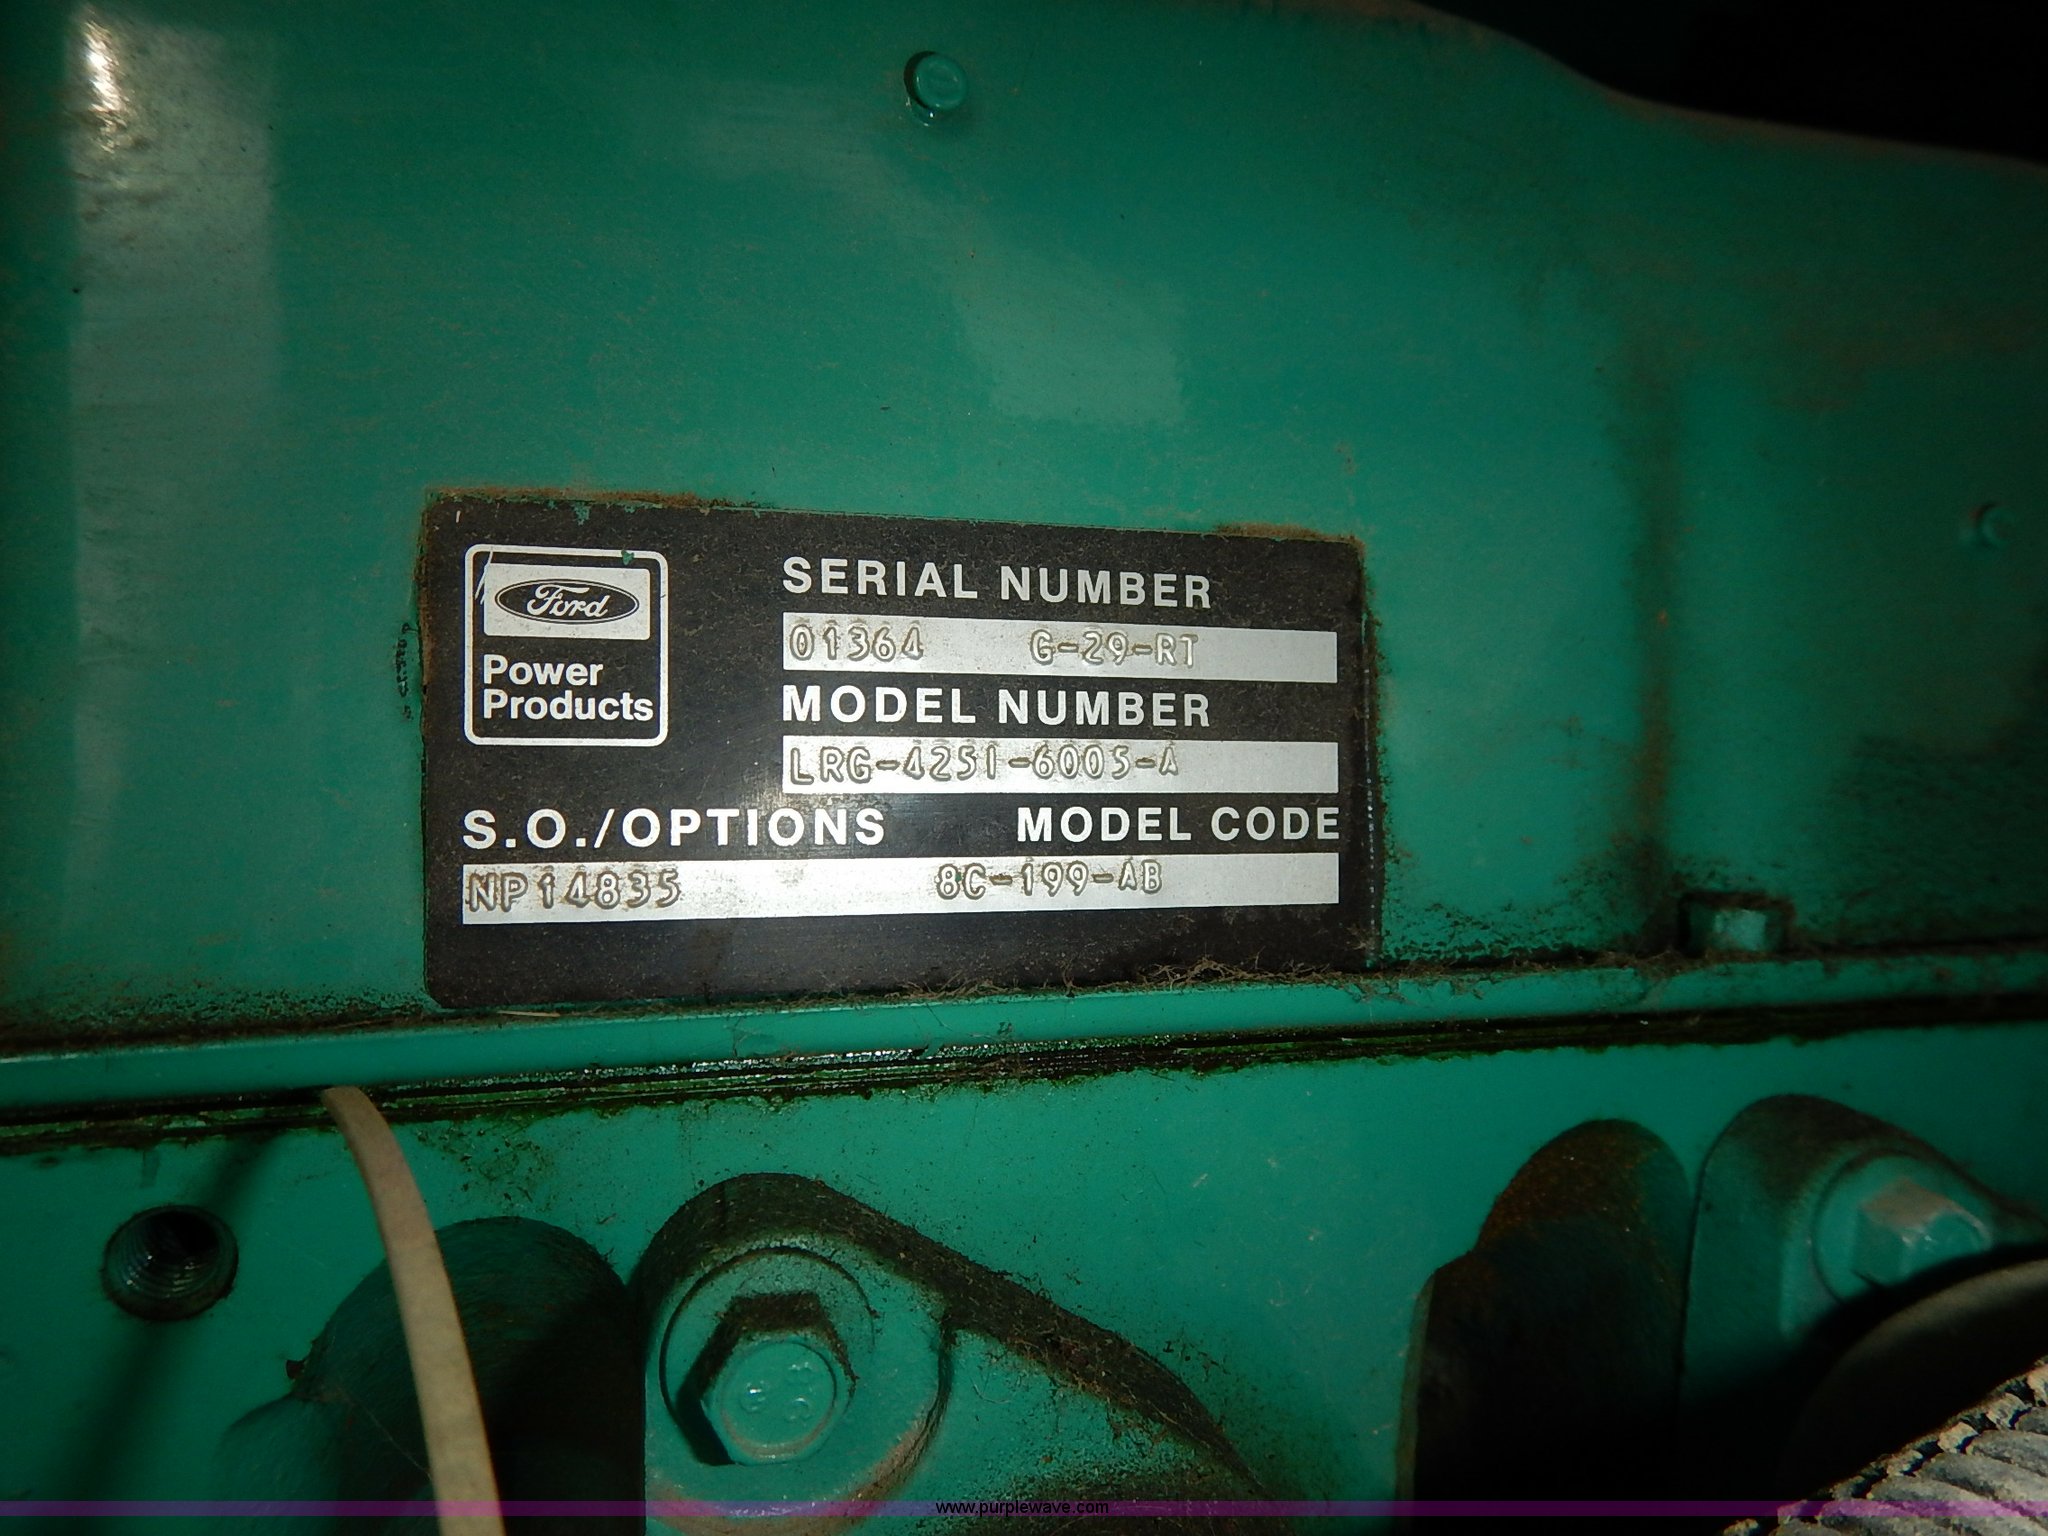 Ford
Power
Products
SERIAL NUMBER
01364 G-29-RT
MODEL NUMBER
LRG-4251-6005-A
S.O./OPTIONS MODEL CODE
NP14835 8C-199-AB
www.purplewave.com